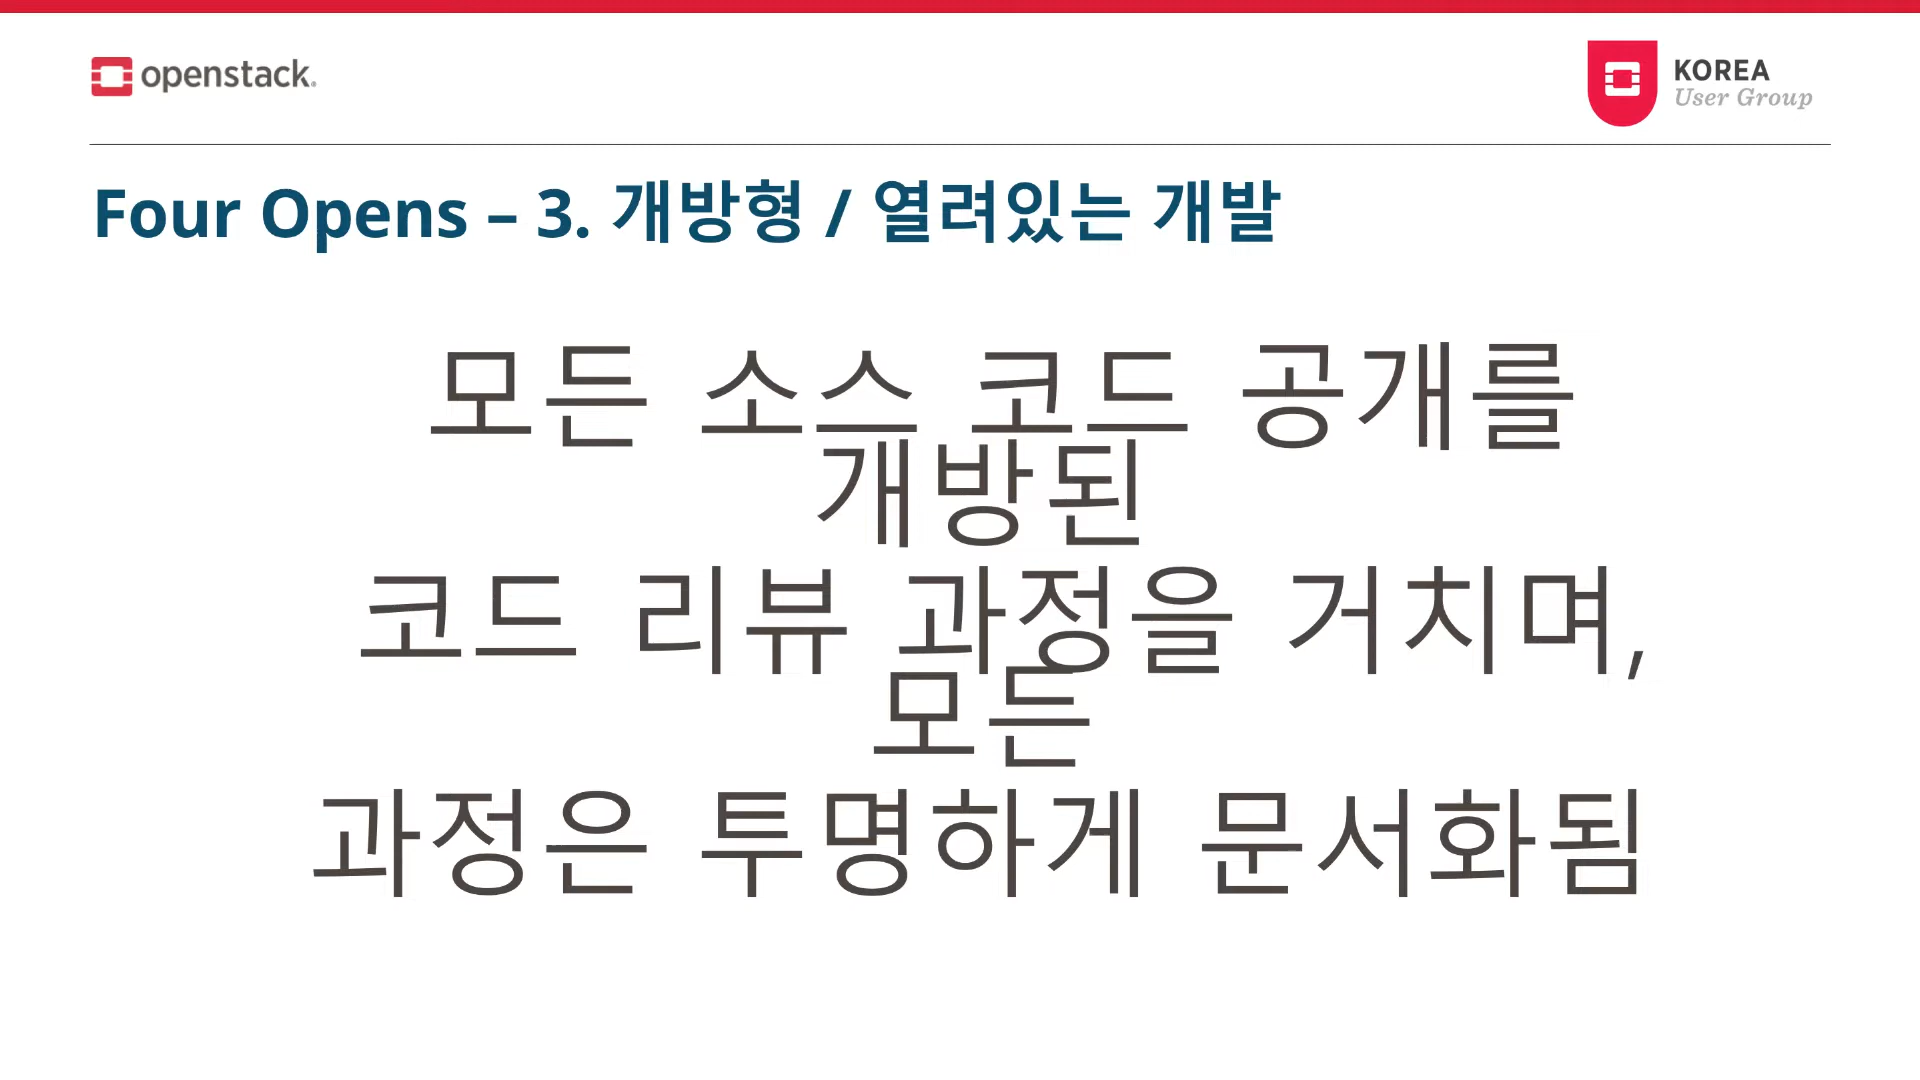 openstack.
KOREA
User Group
Four Opens – 3. 개방형 / 열려있는 개발
모든 소스 코드 공개를
개방된
코드 리뷰 과정을 거치며,
모든
과정은 투명하게 문서화됨